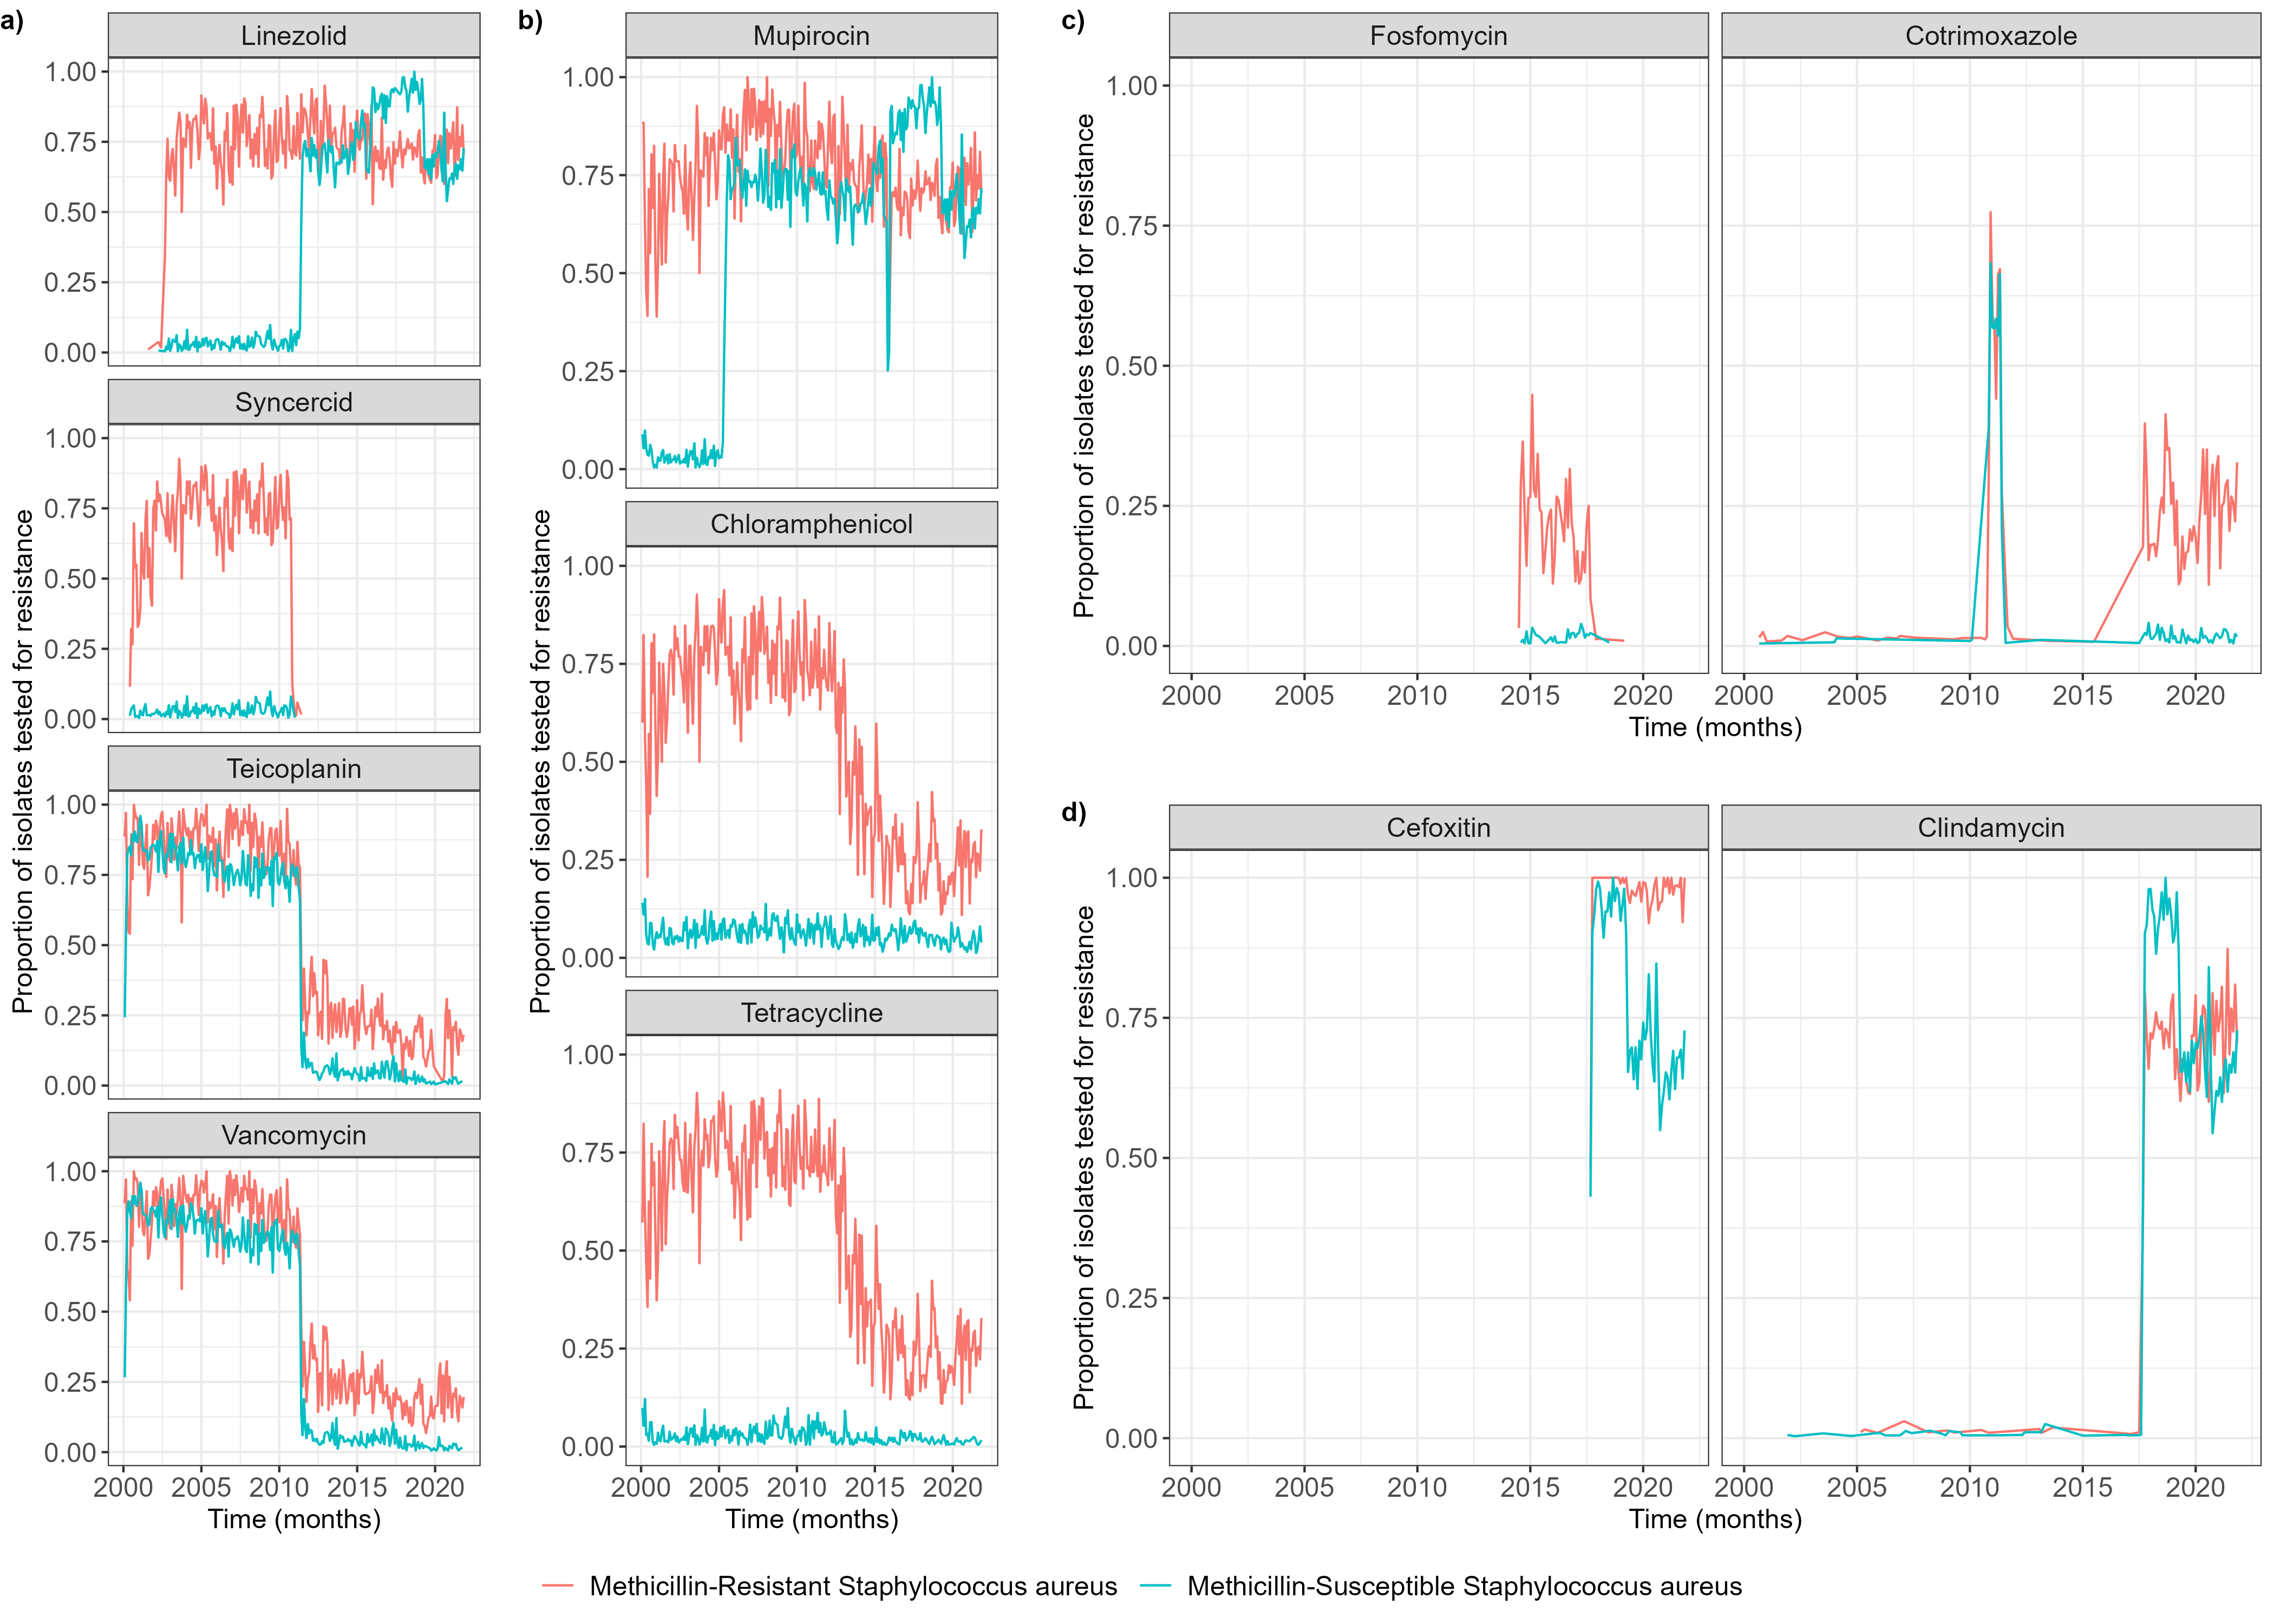 a)
Linezolid
1.00
0.75
0.50
0.25
0.00
Syncercid
1.00
0.75
0.50
0.25
0.00
Teicoplanin
1.00
0.75
0.50
0.25
0.00
Vancomycin
1.00
0.75
0.50
0.25
0.00
2000 2005 2010 2015 2020
Time (months)
Proportion of isolates tested for resistance
b)
Mupirocin
1.00
0.75
0.50
0.25
0.00
Chloramphenicol
1.00
0.75
0.50
0.25
0.00
Tetracycline
1.00
0.75
0.50
0.25
0.00
2000 2005 2010 2015 2020
Time (months)
Proportion of isolates tested for resistance
c)
Fosfomycin Cotrimoxazole
1.00
0.75
0.50
0.25
0.00
2000 2005 2010 2015 2020 2000 2005 2010 2015 2020
Time (months)
Proportion of isolates tested for resistance
d)
Cefoxitin Clindamycin
1.00
0.75
0.50
0.25
0.00
2000 2005 2010 2015 2020 2000 2005 2010 2015 2020
Time (months)
Proportion of isolates tested for resistance
Methicillin-Resistant Staphylococcus aureus Methicillin-Susceptible Staphylococcus aureus